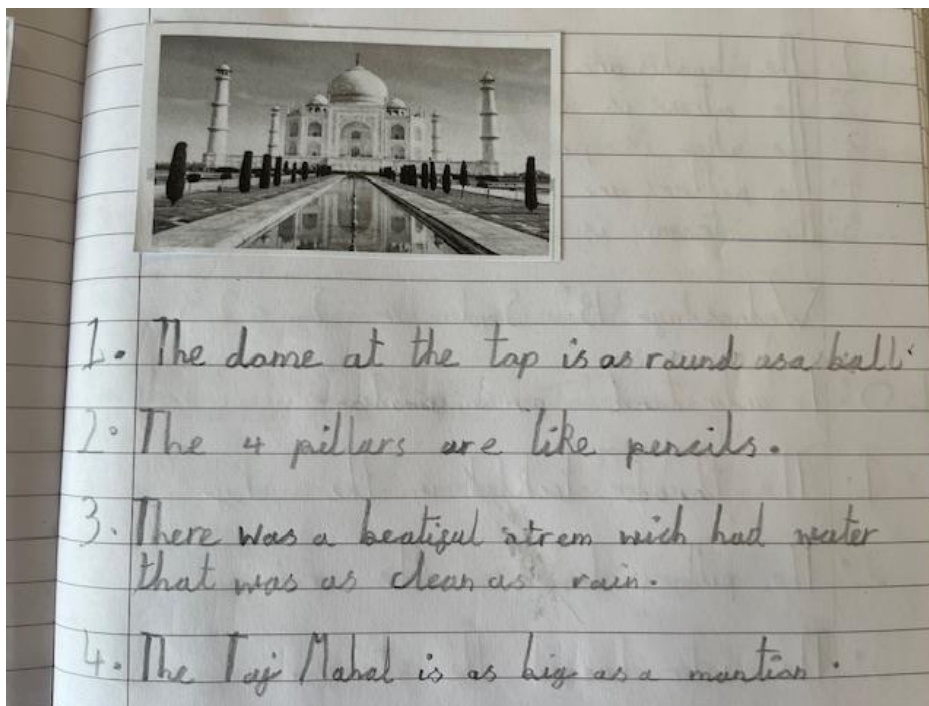 1. The dome at the top is as round as a ball.
2. The 4 pillars are like pencils.
3. There was a beatiful strem wich had water
that was as clean as rain.
4. The Taj Mahal is as big as a mantion.